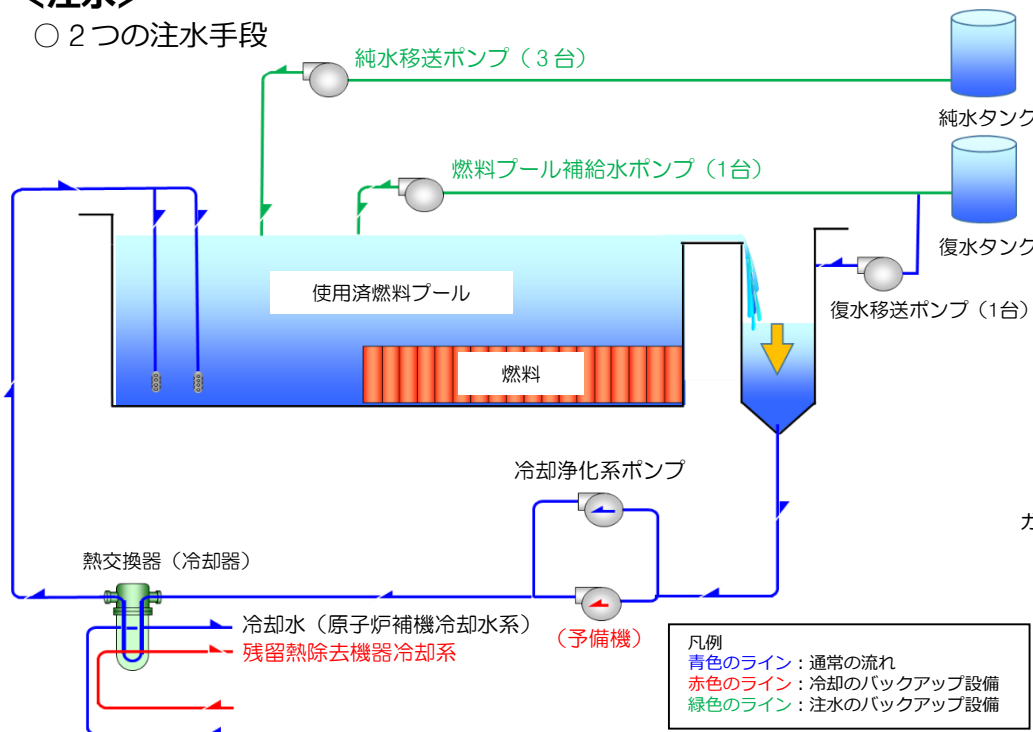 ＜注水＞
○ 2つの注水手段
純水移送ポンプ（3台）
純水タンク
燃料プール補給水ポンプ（1台）
復水タンク
使用済燃料プール
復水移送ポンプ（1台）
燃料
冷却浄化系ポンプ
熱交換器（冷却器）
冷却水（原子炉補機冷却水系）
残留熱除去機器冷却系
（予備機）
凡例
青色のライン：通常の流れ
赤色のライン：冷却のバックアップ設備
緑色のライン：注水のバックアップ設備